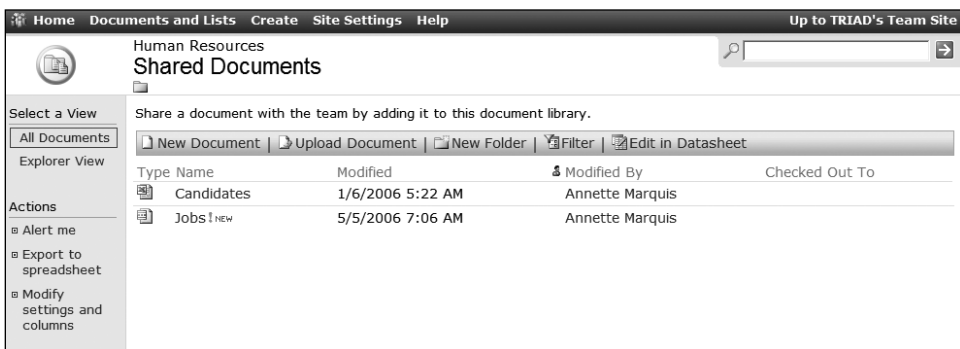 Home Documents and Lists Create Site Settings Help Up to TRIAD's Team Site
Human Resources
Shared Documents
Select a View
All Documents
Explorer View
Actions
Alert me
Export to
spreadsheet
Modify
settings and
columns
Share a document with the team by adding it to this document library.
New Document | Upload Document | New Folder | Filter | Edit in Datasheet
Type Name Modified Modified By Checked Out To
Candidates 1/6/2006 5:22 AM Annette Marquis
Jobs ! NEW 5/5/2006 7:06 AM Annette Marquis